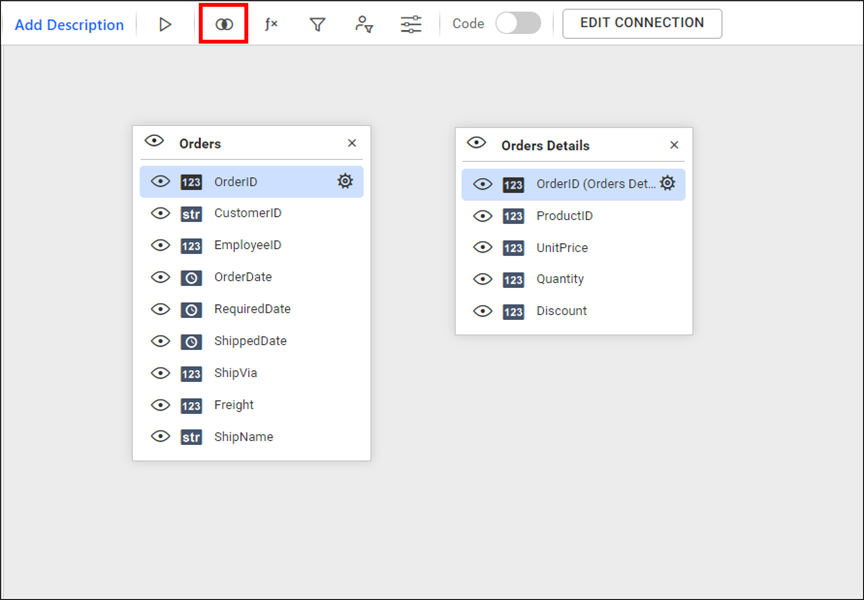 Add Description
ƒx
Code
EDIT CONNECTION
Orders
123 OrderID
str CustomerID
123 EmployeeID
OrderDate
RequiredDate
ShippedDate
123 ShipVia
123 Freight
str ShipName
Orders Details
123 OrderID (Orders Det...
123 ProductID
123 UnitPrice
123 Quantity
123 Discount